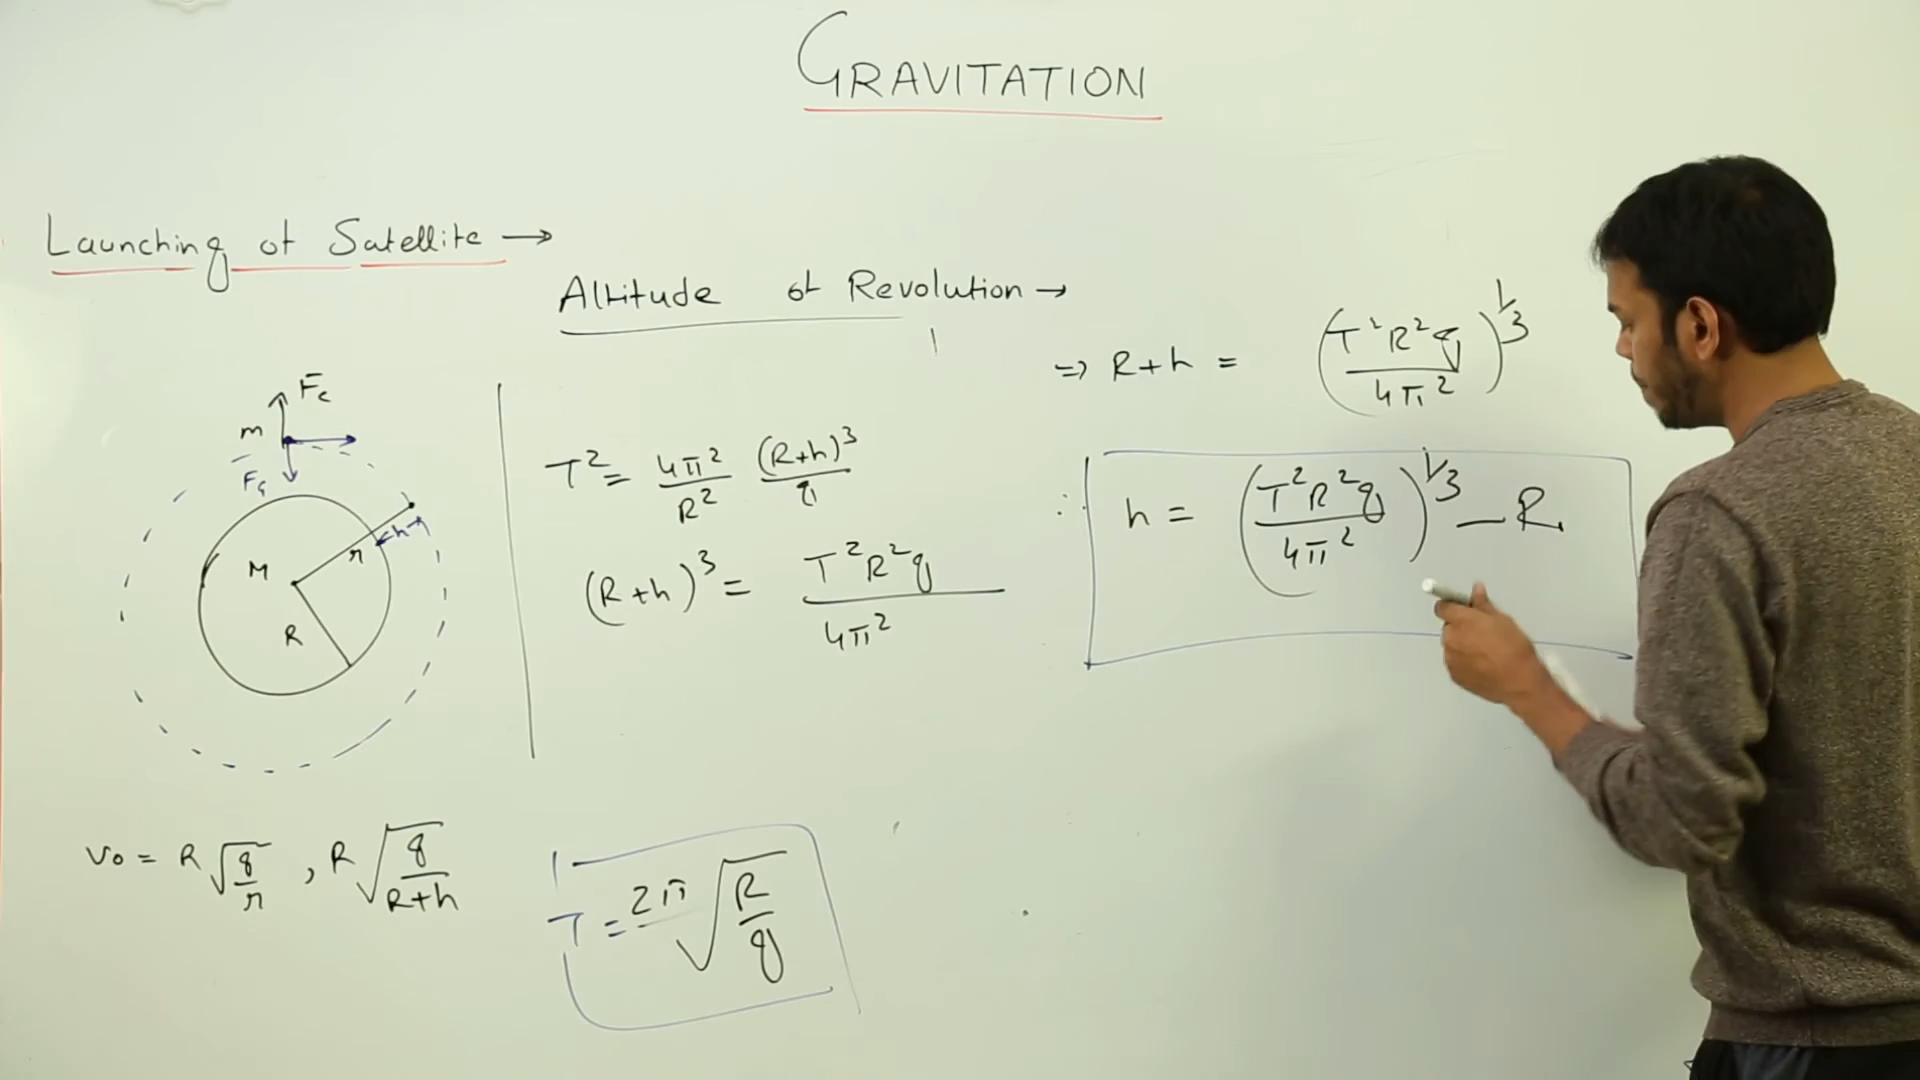 GRAVITATION
Launching of Satellite →
Altitude of Revolution →
F_c
m
F_G
h
r
M
R
T² = 4π²/R² (R+h)³/g
(R+h)³ = T²R²g/4π²
⇒ R+h = (T²R²g/4π²)^1/3
∴ h = (T²R²g/4π²)^1/3 – R
v₀ = R√(g/r) , R√(g/(R+h))
T = 2π√(R/g)